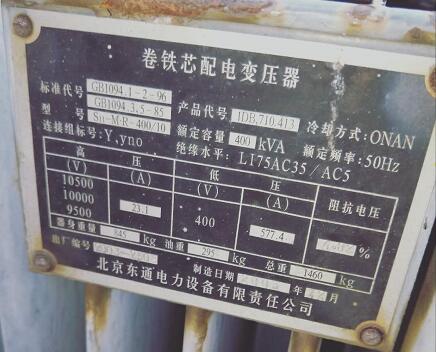 卷铁芯配电变压器
标准代号 GB1094.1-2-96
GB1094.3.5-85 产品代号 1DB.710.413 冷却方式:ONAN
型号 S11-M·R-400/10 额定容量 400 kVA 额定频率:50Hz
连接组标号:Y,yno 绝缘水平: L175AC35/AC5
高压 低压 阻抗电压
(V) (A) (V) (A)
10500
10000 23.1 400 577.4 %
9500
器身重量 845 kg 油重 295 kg 总重 1460 kg
出厂编号 制造日期 年 月
北京东通电力设备有限责任公司